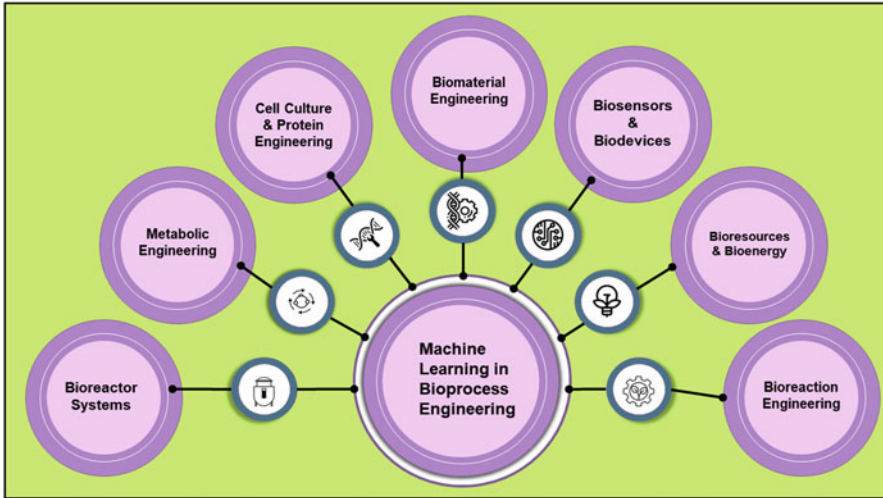 Biomaterial
Engineering
Cell Culture
& Protein
Engineering
Biosensors
&
Biodevices
Metabolic
Engineering
Bioresources
& Bioenergy
Machine
Learning in
Bioprocess
Engineering
Bioreactor
Systems
Bioreaction
Engineering